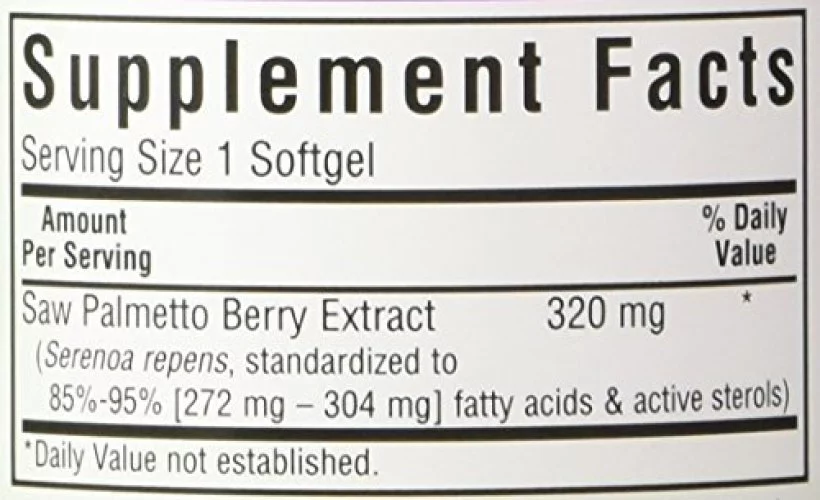 Supplement Facts
Serving Size 1 Softgel
Amount % Daily
Per Serving Value
Saw Palmetto Berry Extract 320 mg *
(Serenoa repens, standardized to
85%-95% [272 mg – 304 mg] fatty acids & active sterols)
*Daily Value not established.